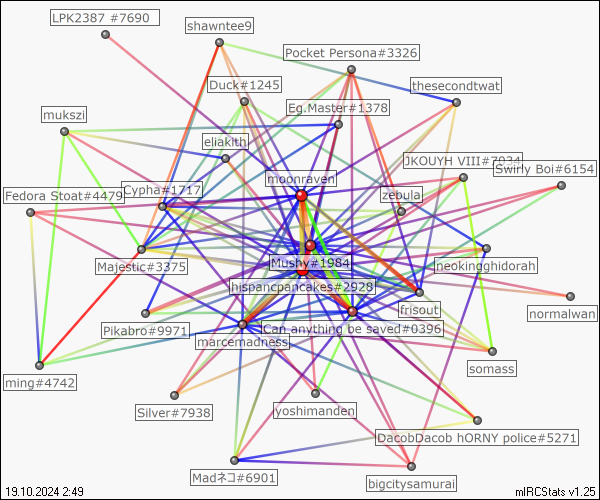 LPK2387 #7690
shawntee9
Pocket Persona#3326
Duck#1245
thesecondtwat
Eg.Master#1378
mukszi
eliakith
JKOUYH VIII#7934
Swirly Boi#6154
moonraven
Fedora Stoat#4479
Cypha#1717
zebula
Majestic#3375
Mushy#1984
neokingghidorah
hispancpancakes#2928
frisout
normalwan
Pikabro#9971
Can anything be saved#0396
marcemadness
somass
ming#4742
Silver#7938
yoshimanden
DacobDacob hORNY police#5271
Madネコ#6901
bigcitysamurai
19.10.2024 2:49
mIRCStats v1.25